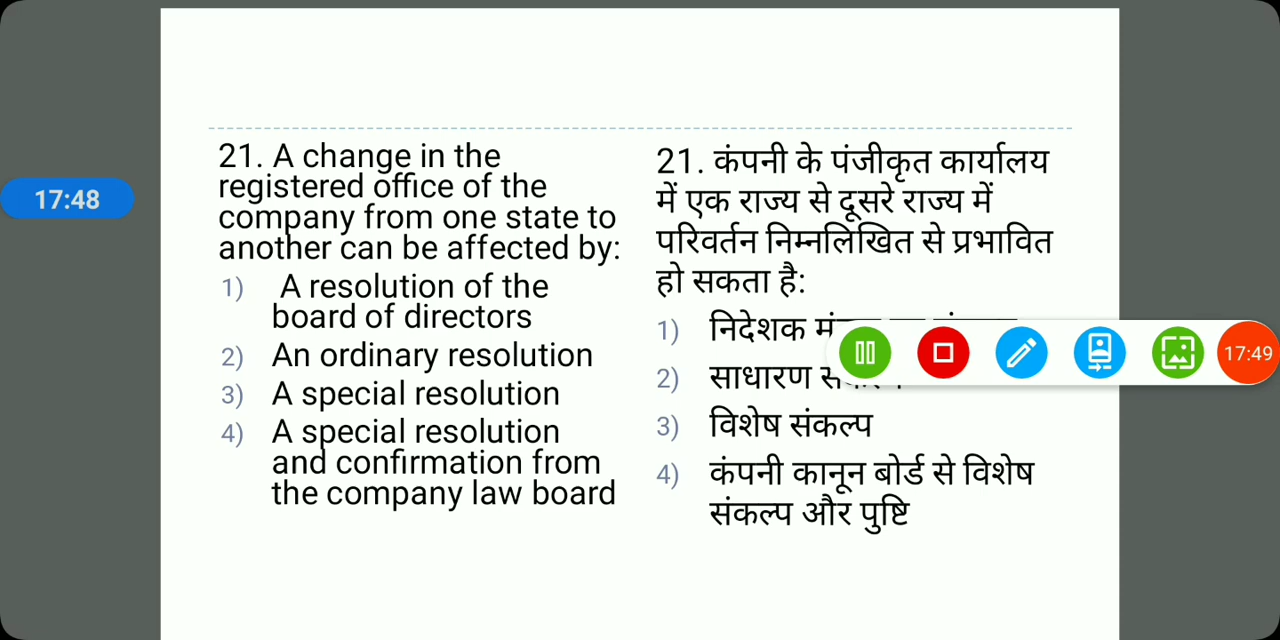 17:48
21. A change in the
registered office of the
company from one state to
another can be affected by:
1) A resolution of the
board of directors
2) An ordinary resolution
3) A special resolution
4) A special resolution
and confirmation from
the company law board
21. कंपनी के पंजीकृत कार्यालय
में एक राज्य से दूसरे राज्य में
परिवर्तन निम्नलिखित से प्रभावित
हो सकता है:
1) निदेशक
2) साधारण
3) विशेष संकल्प
4) कंपनी कानून बोर्ड से विशेष
संकल्प और पुष्टि
17:49